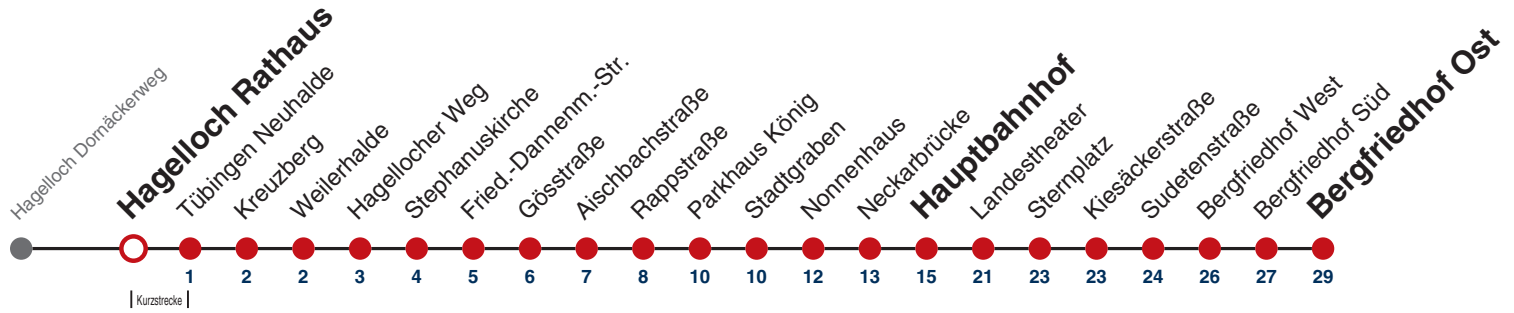 Hagelloch Dornäckerweg
Hagelloch Rathaus
Tübingen Neuhalde
Kreuzberg
Weilerhalde
Hagellocher Weg
Stephanuskirche
Fried.-Dannenm.-Str.
Gösstraße
Aischbachstraße
Rappstraße
Parkhaus König
Stadtgraben
Nonnenhaus
Neckarbrücke
Hauptbahnhof
Landestheater
Sternplatz
Kiesäckerstraße
Sudetenstraße
Bergfriedhof West
Bergfriedhof Süd
Bergfriedhof Ost
1 2 2 3 4 5 6 7 8 10 10 12 13 15 21 23 23 24 26 27 29
Kurzstrecke